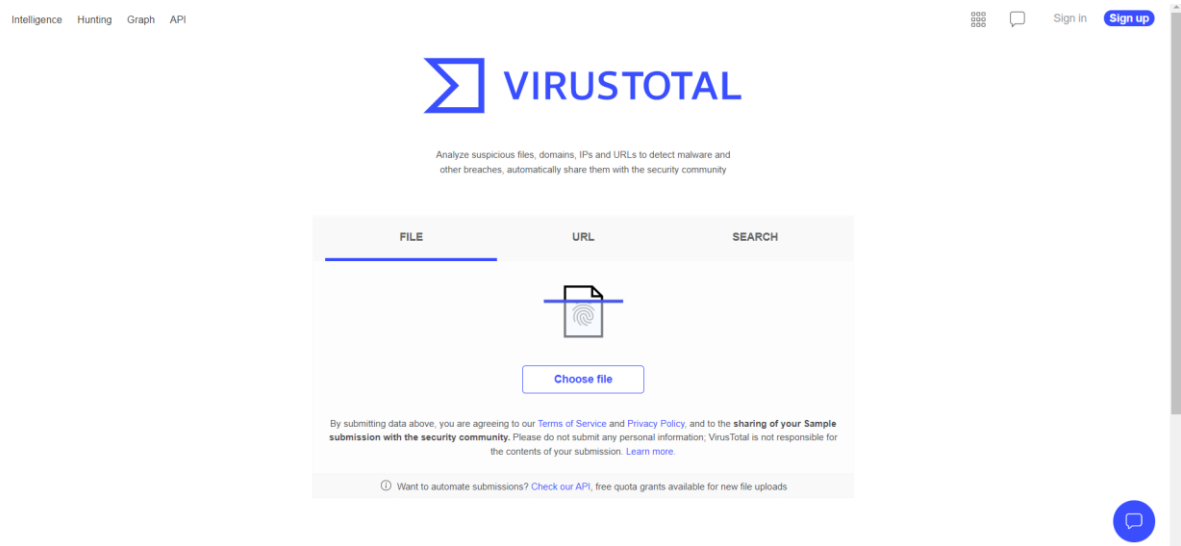 Intelligence Hunting Graph API
Sign in Sign up
VIRUSTOTAL
Analyze suspicious files, domains, IPs and URLs to detect malware and
other breaches, automatically share them with the security community
FILE URL SEARCH
Choose file
By submitting data above, you are agreeing to our Terms of Service and Privacy Policy, and to the sharing of your Sample
submission with the security community. Please do not submit any personal information; VirusTotal is not responsible for
the contents of your submission. Learn more.
Want to automate submissions? Check our API, free quota grants available for new file uploads